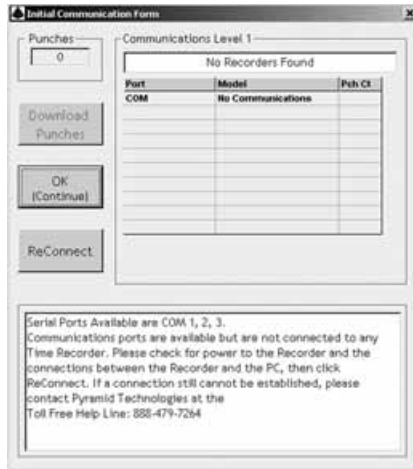 Initial Communication Form
Punches
0
Communications Level 1
No Recorders Found
Port Model Pch Ct
COM No Communications
Download
Punches
OK
(Continue)
ReConnect
Serial Ports Available are COM 1, 2, 3.
Communications ports are available but are not connected to any
Time Recorder. Please check for power to the Recorder and the
connections between the Recorder and the PC, then click
ReConnect. If a connection still cannot be established, please
contact Pyramid Technologies at the
Toll Free Help Line: 888-479-7264